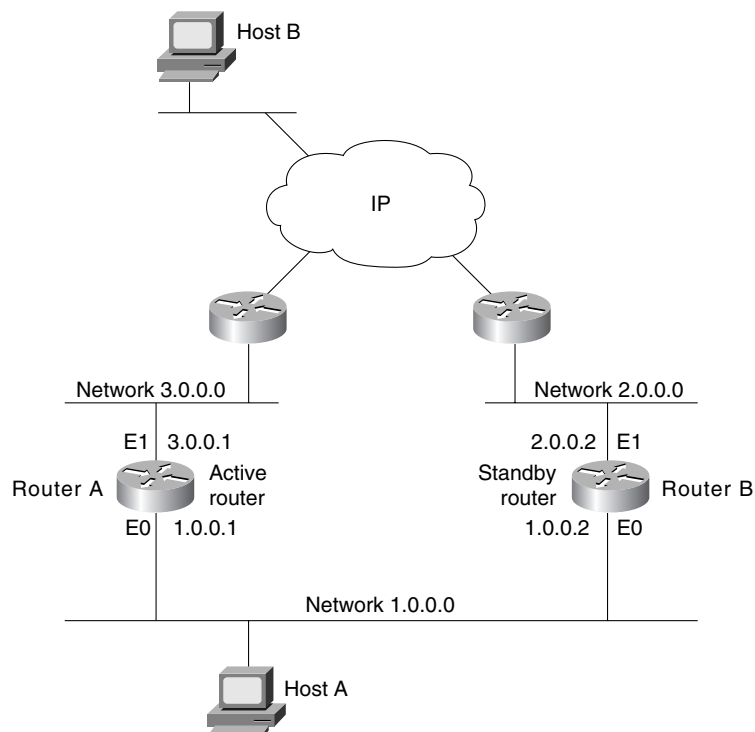 Host B
IP
Network 3.0.0.0
Network 2.0.0.0
E1 3.0.0.1
2.0.0.2 E1
Router A
Active
router
Standby
router
Router B
E0 1.0.0.1
1.0.0.2 E0
Network 1.0.0.0
Host A